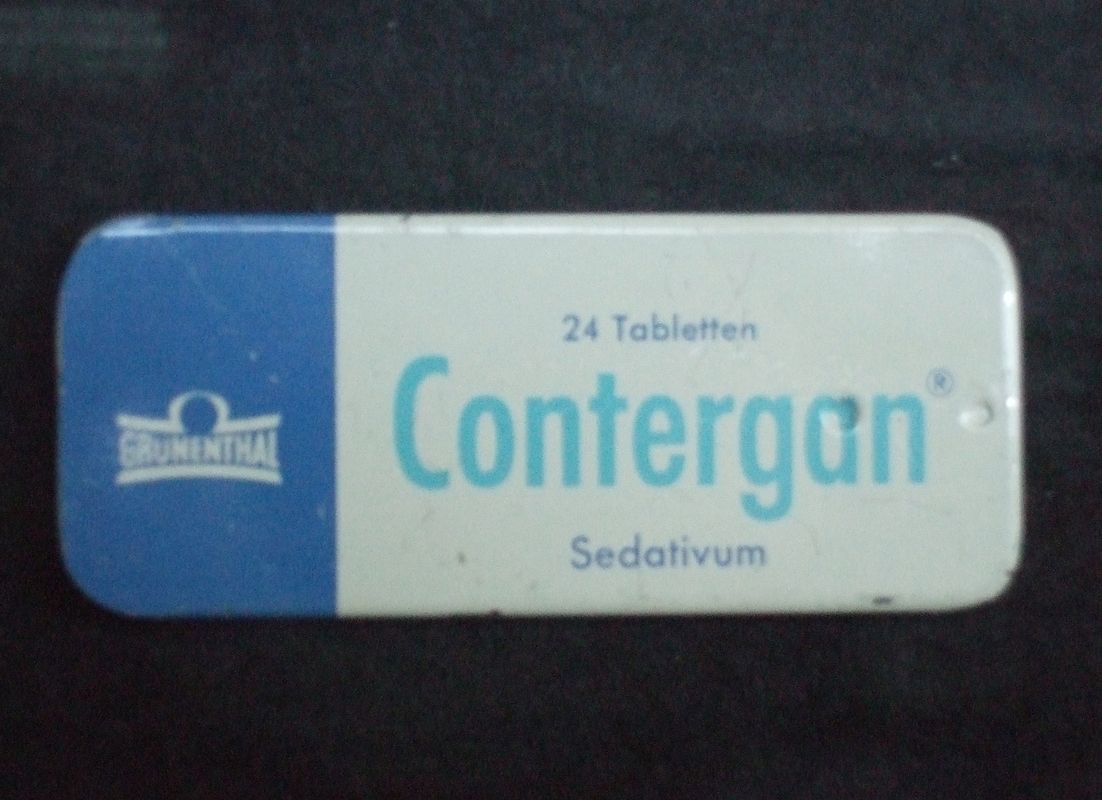 GRÜNENTHAL
24 Tabletten
Contergan®
Sedativum